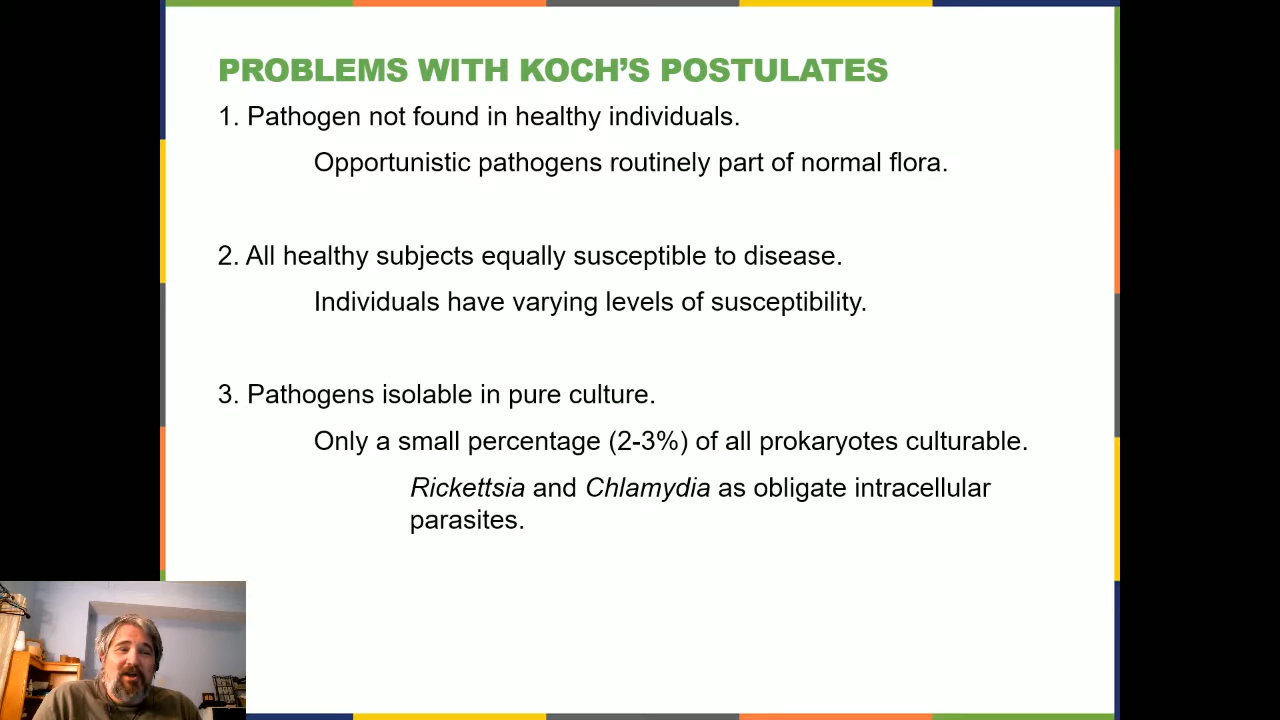 PROBLEMS WITH KOCH’S POSTULATES
1. Pathogen not found in healthy individuals.
Opportunistic pathogens routinely part of normal flora.
2. All healthy subjects equally susceptible to disease.
Individuals have varying levels of susceptibility.
3. Pathogens isolable in pure culture.
Only a small percentage (2-3%) of all prokaryotes culturable.
Rickettsia and Chlamydia as obligate intracellular
parasites.